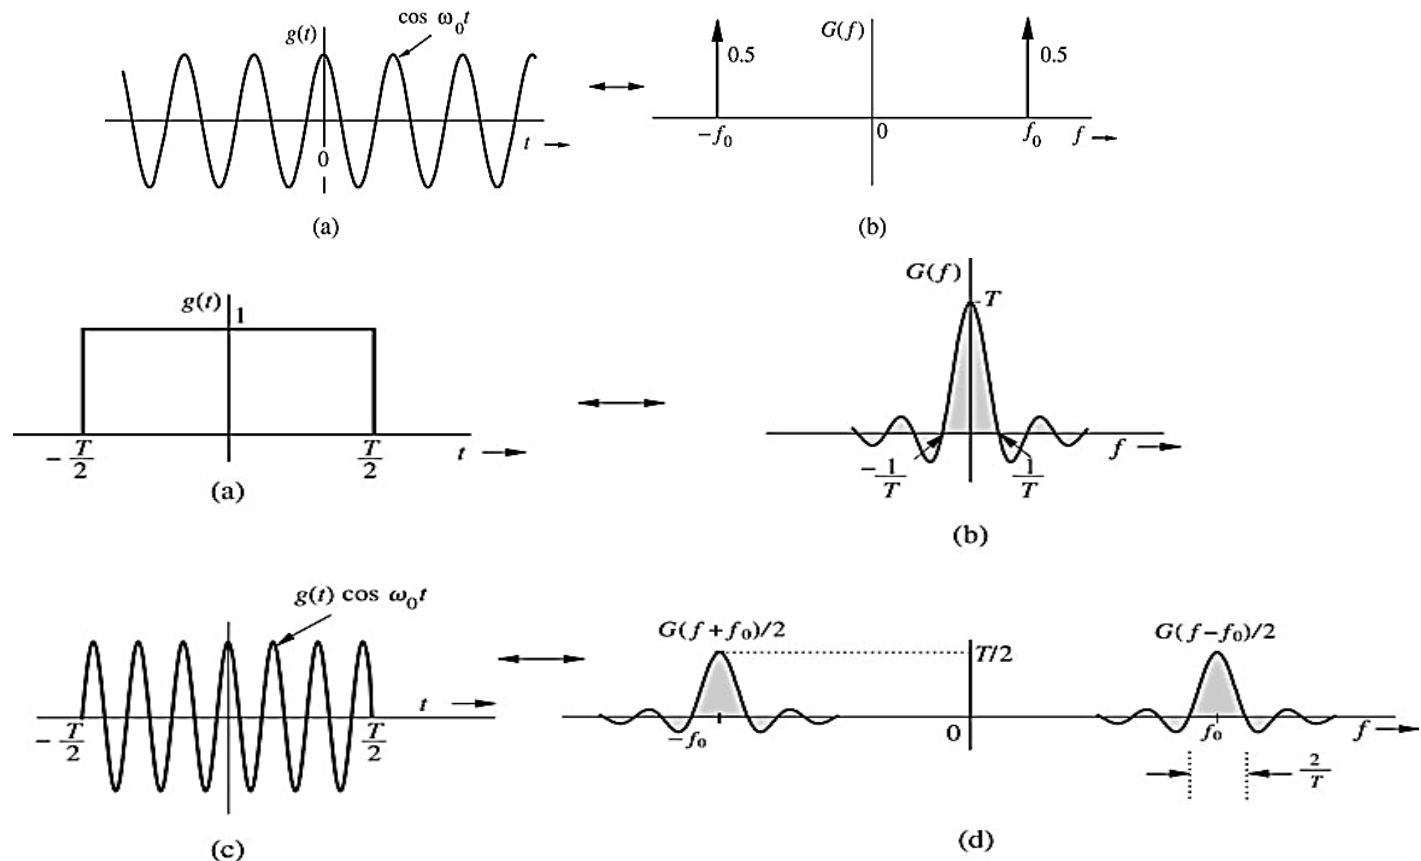 cos ω₀t
g(t)
0
t
(a)
G(f)
0.5
0.5
−f₀
0
f₀
f
(b)
g(t)
1
−T/2
T/2
t
(a)
G(f)
T
−1/T
1/T
f
(b)
g(t) cos ω₀t
t
−T/2
T/2
(c)
G(f+f₀)/2
G(f−f₀)/2
T/2
−f₀
0
f₀
f
2/T
(d)